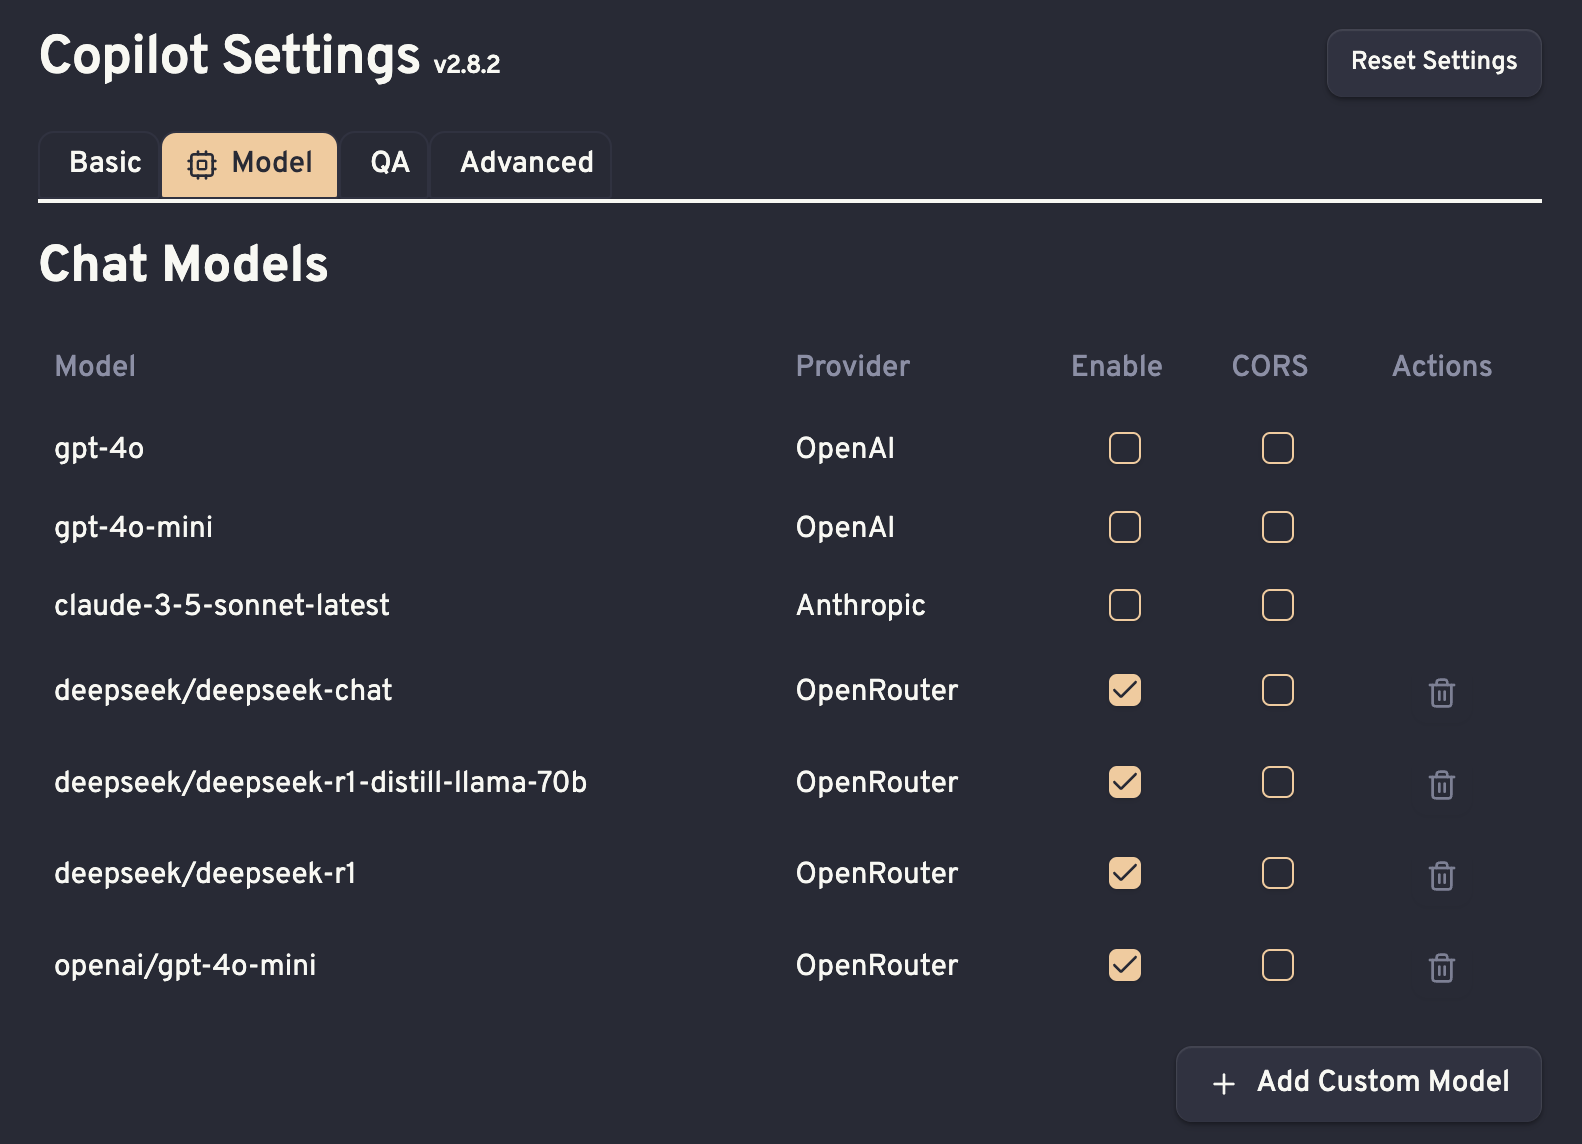 Copilot Settings v2.8.2
Reset Settings
Basic Model QA Advanced
Chat Models
Model Provider Enable CORS Actions
gpt-4o OpenAI
gpt-4o-mini OpenAI
claude-3-5-sonnet-latest Anthropic
deepseek/deepseek-chat OpenRouter
deepseek/deepseek-r1-distill-llama-70b OpenRouter
deepseek/deepseek-r1 OpenRouter
openai/gpt-4o-mini OpenRouter
Add Custom Model